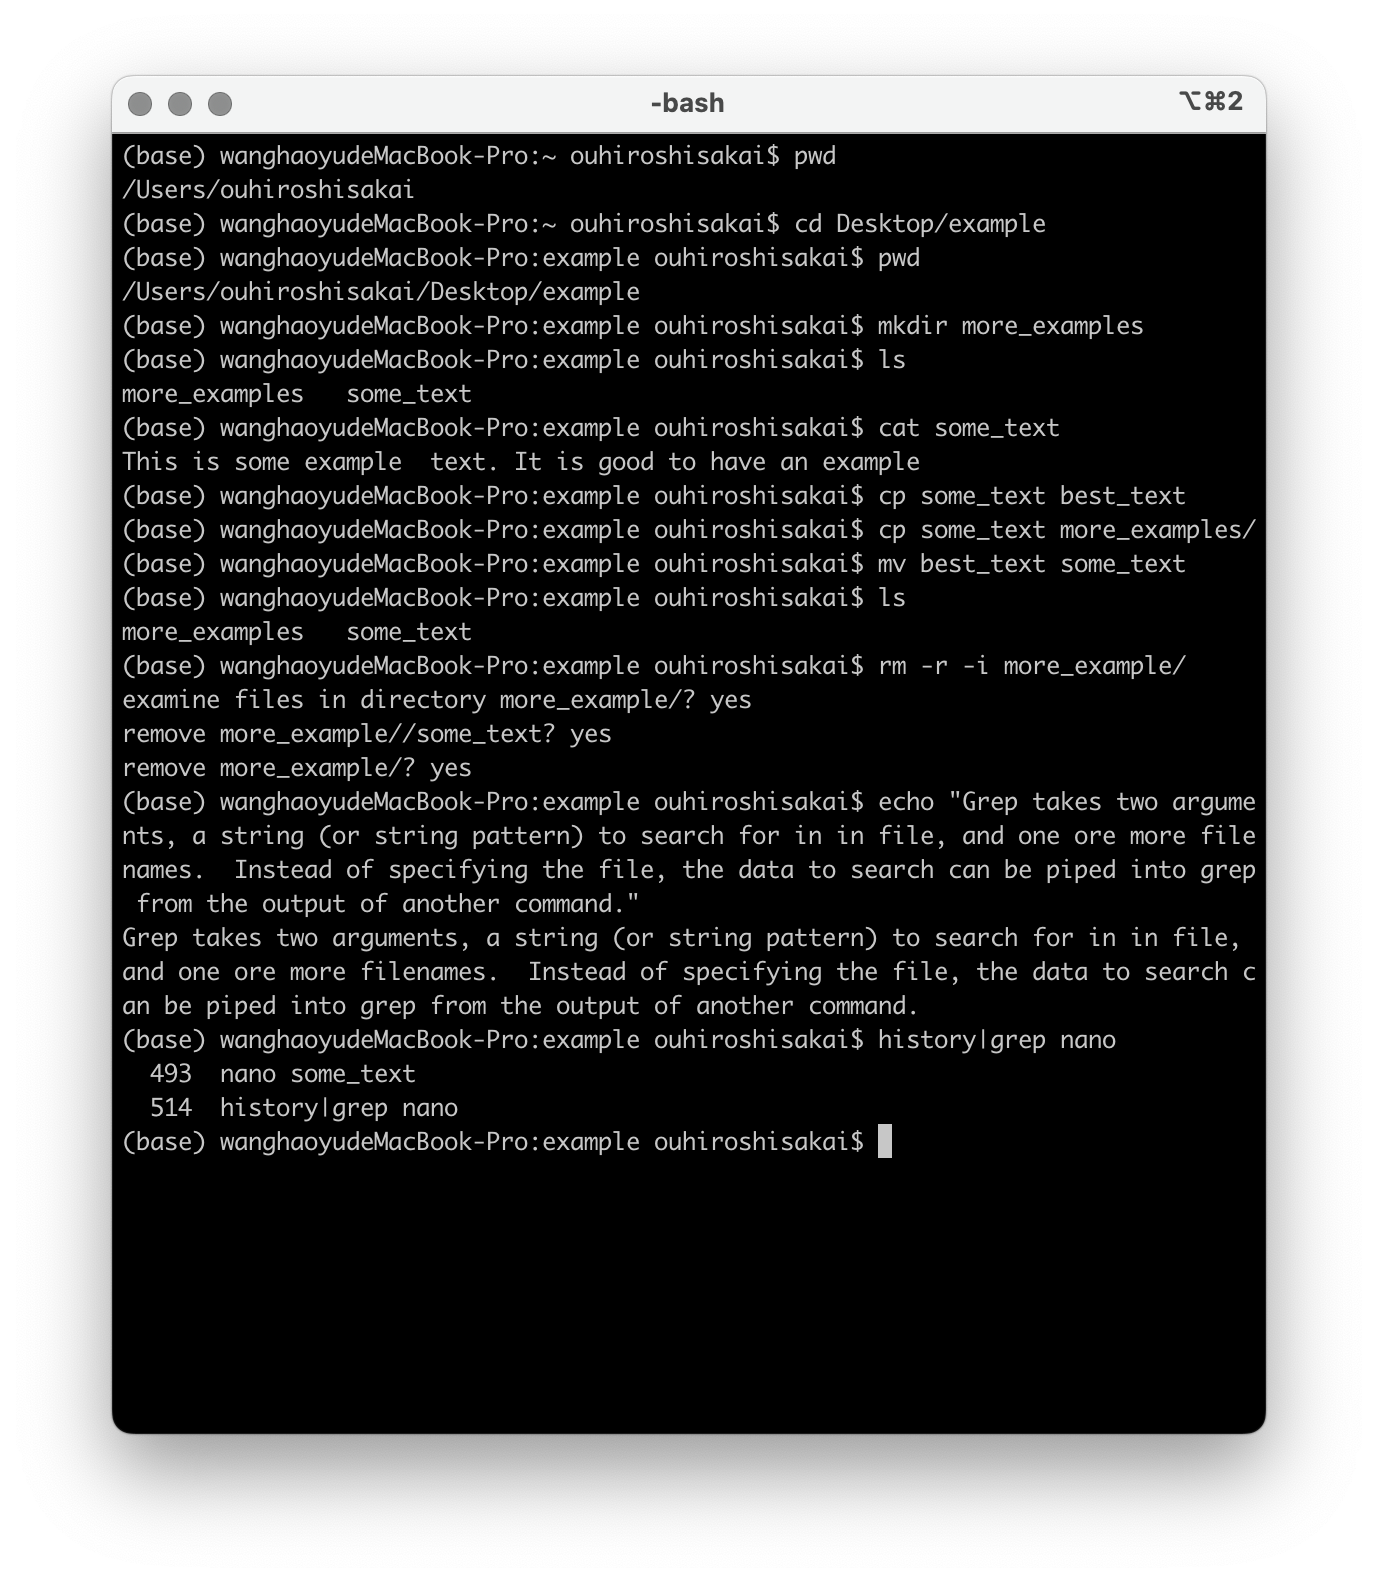 -bash
⌥⌘2
(base) wanghaoyudeMacBook-Pro:~ ouhiroshisakai$ pwd
/Users/ouhiroshisakai
(base) wanghaoyudeMacBook-Pro:~ ouhiroshisakai$ cd Desktop/example
(base) wanghaoyudeMacBook-Pro:example ouhiroshisakai$ pwd
/Users/ouhiroshisakai/Desktop/example
(base) wanghaoyudeMacBook-Pro:example ouhiroshisakai$ mkdir more_examples
(base) wanghaoyudeMacBook-Pro:example ouhiroshisakai$ ls
more_examples   some_text
(base) wanghaoyudeMacBook-Pro:example ouhiroshisakai$ cat some_text
This is some example  text. It is good to have an example
(base) wanghaoyudeMacBook-Pro:example ouhiroshisakai$ cp some_text best_text
(base) wanghaoyudeMacBook-Pro:example ouhiroshisakai$ cp some_text more_examples/
(base) wanghaoyudeMacBook-Pro:example ouhiroshisakai$ mv best_text some_text
(base) wanghaoyudeMacBook-Pro:example ouhiroshisakai$ ls
more_examples   some_text
(base) wanghaoyudeMacBook-Pro:example ouhiroshisakai$ rm -r -i more_example/
examine files in directory more_example/? yes
remove more_example//some_text? yes
remove more_example/? yes
(base) wanghaoyudeMacBook-Pro:example ouhiroshisakai$ echo "Grep takes two argume
nts, a string (or string pattern) to search for in in file, and one ore more file
names.  Instead of specifying the file, the data to search can be piped into grep
 from the output of another command."
Grep takes two arguments, a string (or string pattern) to search for in in file,
and one ore more filenames.  Instead of specifying the file, the data to search c
an be piped into grep from the output of another command.
(base) wanghaoyudeMacBook-Pro:example ouhiroshisakai$ history|grep nano
  493  nano some_text
  514  history|grep nano
(base) wanghaoyudeMacBook-Pro:example ouhiroshisakai$